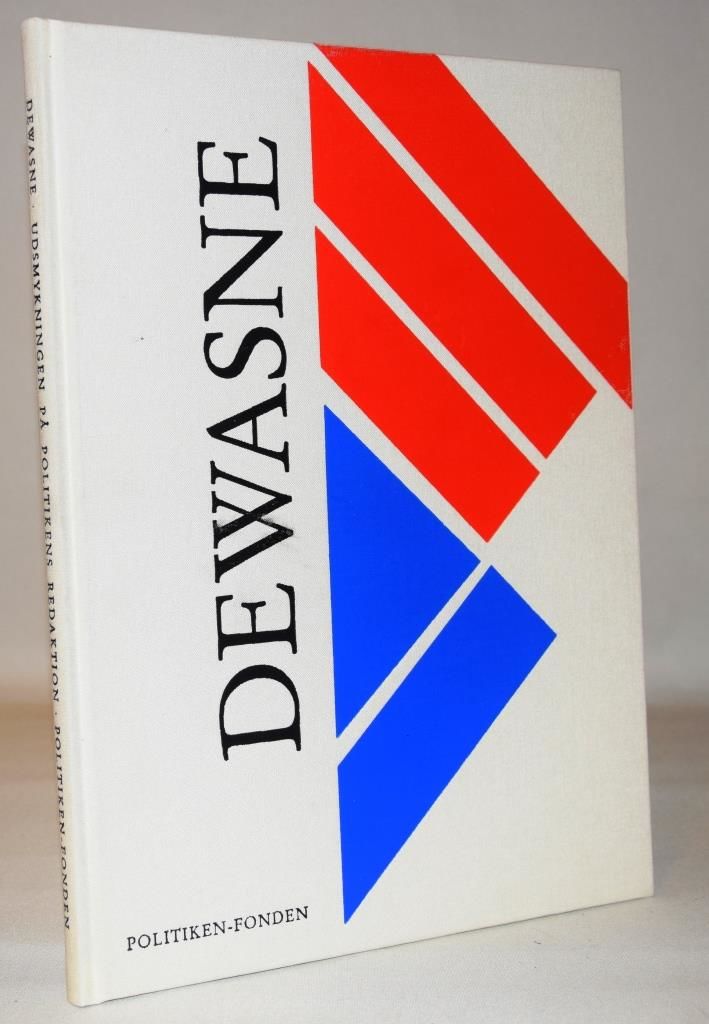 DEWASNE · UDSMYKNINGEN PÅ POLITIKENS REDAKTION · POLITIKEN-FONDEN
DEWASNE
POLITIKEN-FONDEN